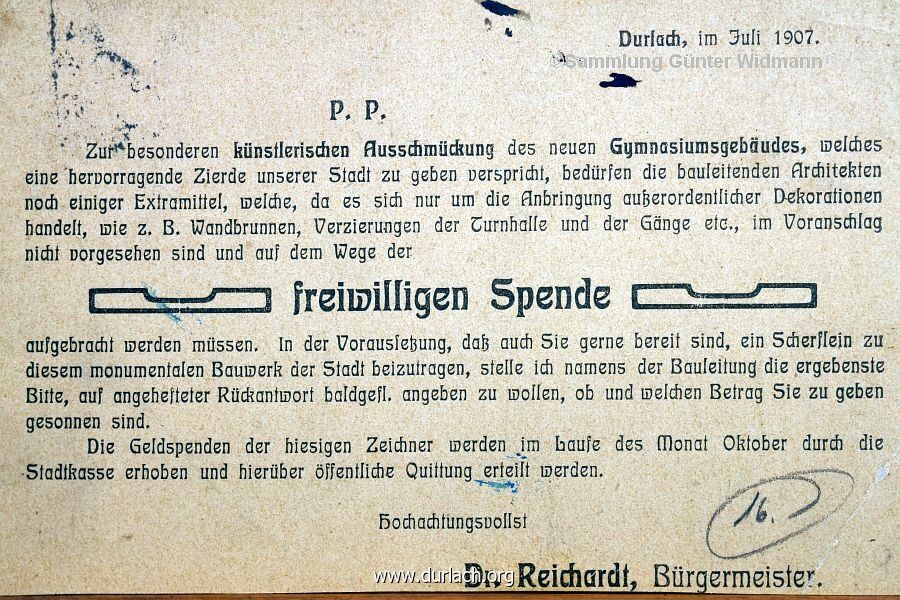 Durlach, im Juli 1907.
©Sammlung Günter Widmann
P. P.
Zur besonderen künstlerischen Ausschmückung des neuen Gymnasiumsgebäudes, welches
eine hervorragende Zierde unserer Stadt zu geben verspricht, bedürfen die bauleitenden Architekten
noch einiger Extramittel, welche, da es sich nur um die Anbringung außerordentlicher Dekorationen
handelt, wie z. B. Wandbrunnen, Verzierungen der Turnhalle und der Gänge etc., im Voranschlag
nicht vorgesehen sind und auf dem Wege der
freiwilligen Spende
aufgebracht werden müssen. In der Voraussetzung, daß auch Sie gerne bereit sind, ein Scherflein zu
diesem monumentalen Bauwerk der Stadt beizutragen, stelle ich namens der Bauleitung die ergebenste
Bitte, auf angehefteter Rückantwort baldgefl. angeben zu wollen, ob und welchen Betrag Sie zu geben
gesonnen sind.
Die Geldspenden der hiesigen Zeichner werden im Laufe des Monat Oktober durch die
Stadtkasse erhoben und hierüber öffentliche Quittung erteilt werden.
16.
Hochachtungsvollst
Dr. Reichardt, Bürgermeister.
www.durlach.org